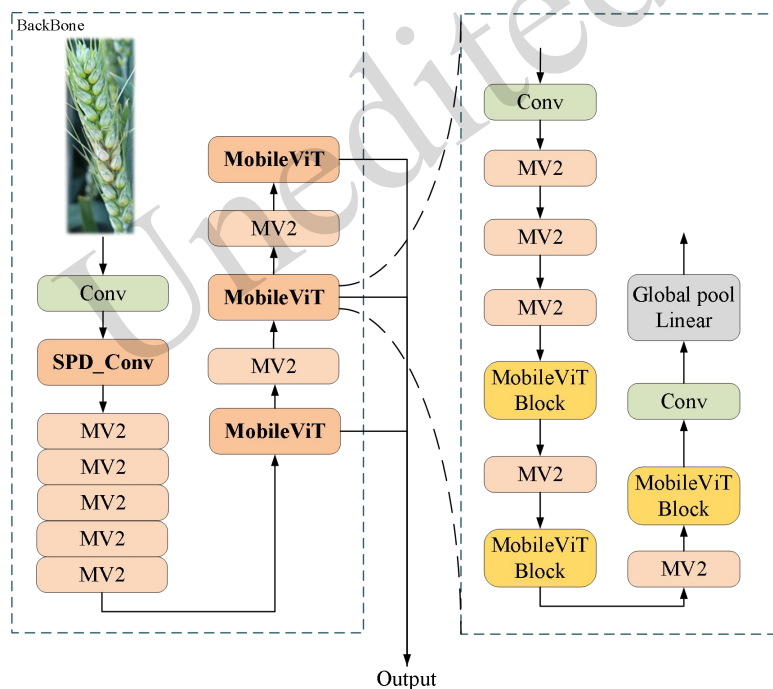 BackBone
Conv
SPD_Conv
MV2
MV2
MV2
MV2
MV2
MobileViT
MV2
MobileViT
MV2
MobileViT
Conv
MV2
MV2
MV2
MobileViT
Block
MV2
MobileViT
Block
MV2
MobileViT
Block
Conv
Global pool
Linear
Output
Unedited